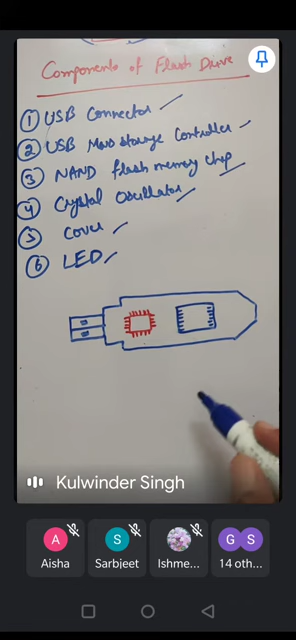 Components of Flash Drive
① USB Connector
② USB Mass storage Controller
③ NAND flash memory chip
④ Crystal Oscillator
⑤ Cover
⑥ LED
Kulwinder Singh
A
S
G
S
Aisha
Sarbjeet
Ishme...
14 oth...